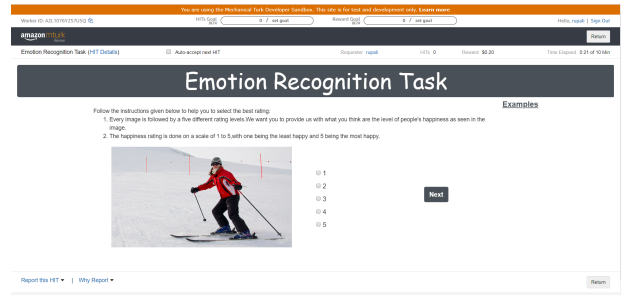 You are using the Mechanical Turk Developer Sandbox. This site is for test and development only. Learn more
Worker ID: HITs Goal BETA 0 / set goal Reward Goal BETA 0 / set goal Hello, rupali | Sign Out
amazonmturk Worker Return
Emotion Recognition Task (HIT Details) Auto-accept next HIT Requester rupali HITs 0 Reward $0.20 Time Elapsed 0:21 of 10 Min
Emotion Recognition Task
Examples
Follow the instructions given below to help you to select the best rating:
1. Every image is followed by a five different rating levels.We want you to provide us with what you think are the level of people's happiness as seen in the
image.
2. The happiness rating is done on a scale of 1 to 5,with one being the least happy and 5 being the most happy.
1
2
3
4
5
Next
Report this HIT | Why Report Return